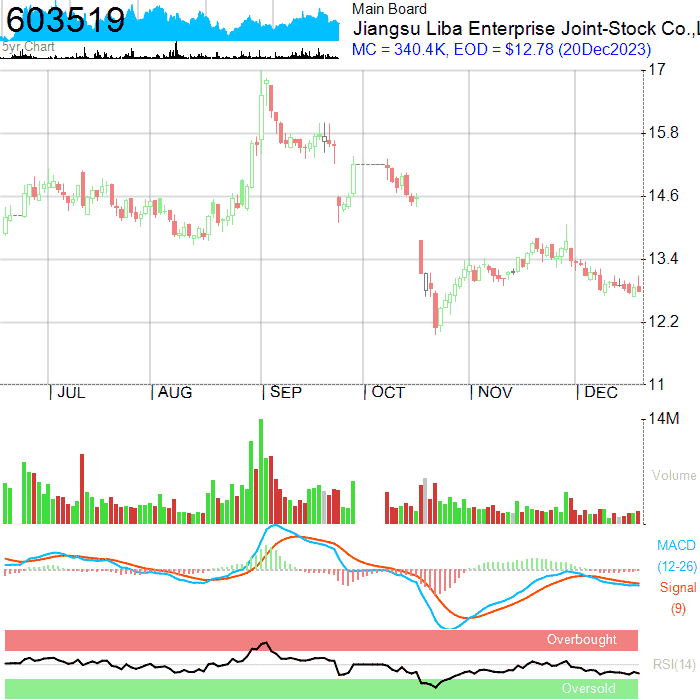 603519
5yr Chart
Main Board
Jiangsu Liba Enterprise Joint-Stock Co.,L
MC = 340.4K, EOD = $12.78 (20Dec2023)
17
15.8
14.6
13.4
12.2
11
JUL AUG SEP OCT NOV DEC
14M
Volume
MACD
(12-26)
Signal
(9)
Overbought
RSI(14)
Oversold